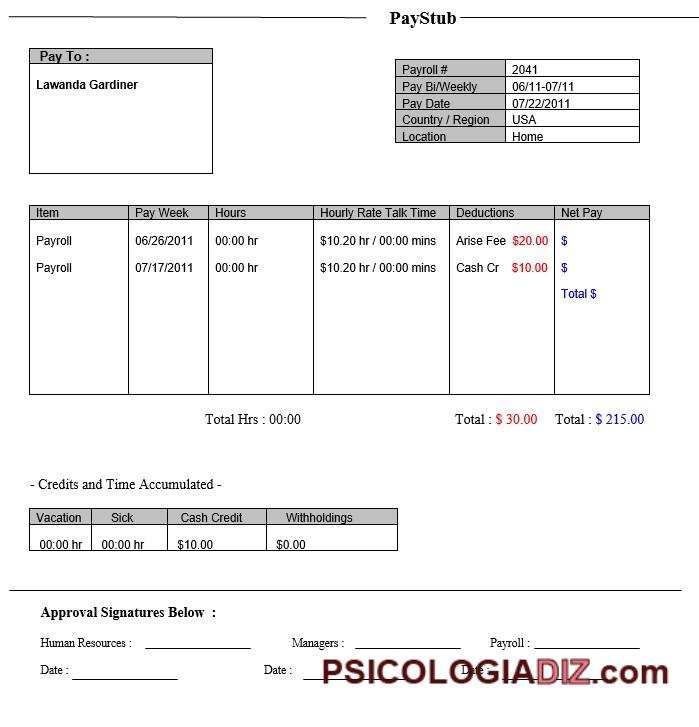 PayStub
Pay To :
Lawanda Gardiner
Payroll # 2041
Pay Bi/Weekly 06/11-07/11
Pay Date 07/22/2011
Country / Region USA
Location Home
Item Pay Week Hours Hourly Rate Talk Time Deductions Net Pay
Payroll 06/26/2011 00:00 hr $10.20 hr / 00:00 mins Arise Fee $20.00 $
Payroll 07/17/2011 00:00 hr $10.20 hr / 00:00 mins Cash Cr $10.00 $
Total $
Total Hrs : 00:00 Total : $ 30.00 Total : $ 215.00
- Credits and Time Accumulated -
Vacation Sick Cash Credit Withholdings
00:00 hr 00:00 hr $10.00 $0.00
Approval Signatures Below :
Human Resources : Managers : Payroll :
Date : Date : Date :
PSICOLOGIADIZ.com